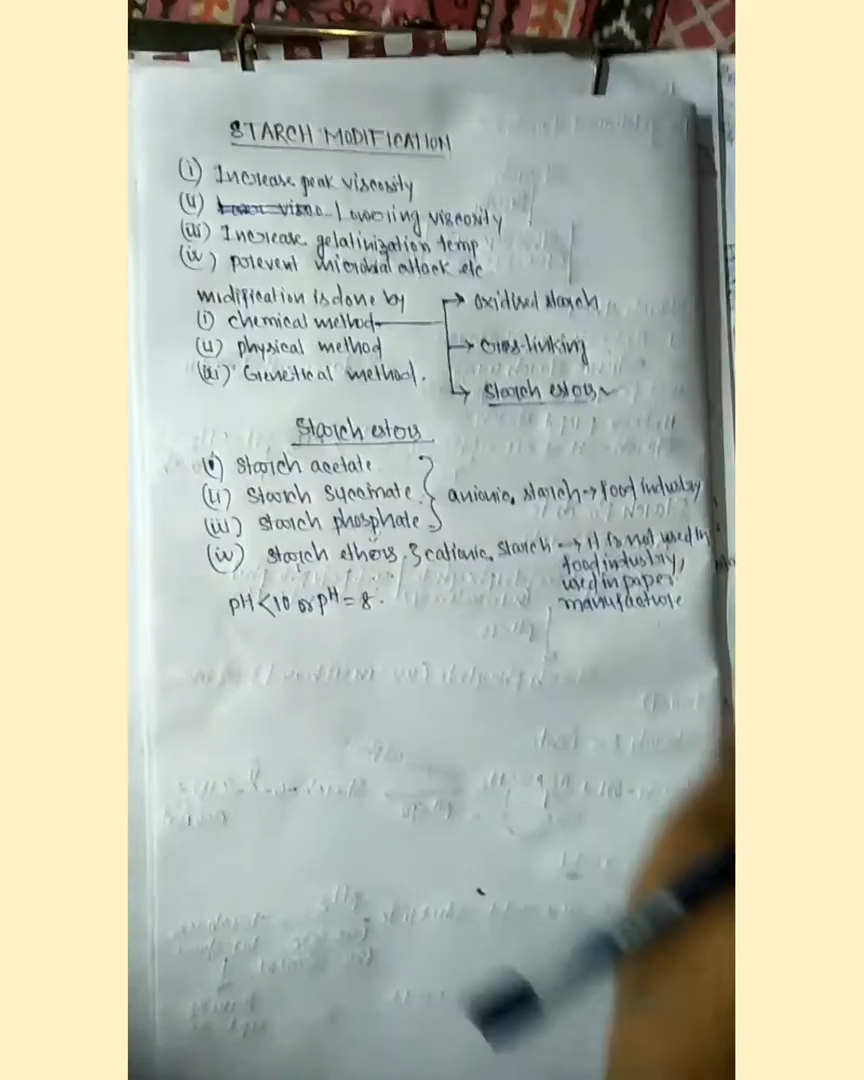 STARCH MODIFICATION
(i) Increase peak viscosity
(ii) Lowering viscosity
(iii) Increase gelatinization temp
(iv) prevent microbial attack etc
modification is done by
(i) chemical method → oxidised starch
→ cross-linking
→ starch esters
(ii) physical method
(iii) Genetical method.
Starch esters
(i) starch acetate
(ii) starch succinate } anionic starch → food industry
(iii) starch phosphate
(iv) starch ethers } cationic starch → it is not used in
food industry,
used in paper
manufacture
pH < 10 or pH = 8.